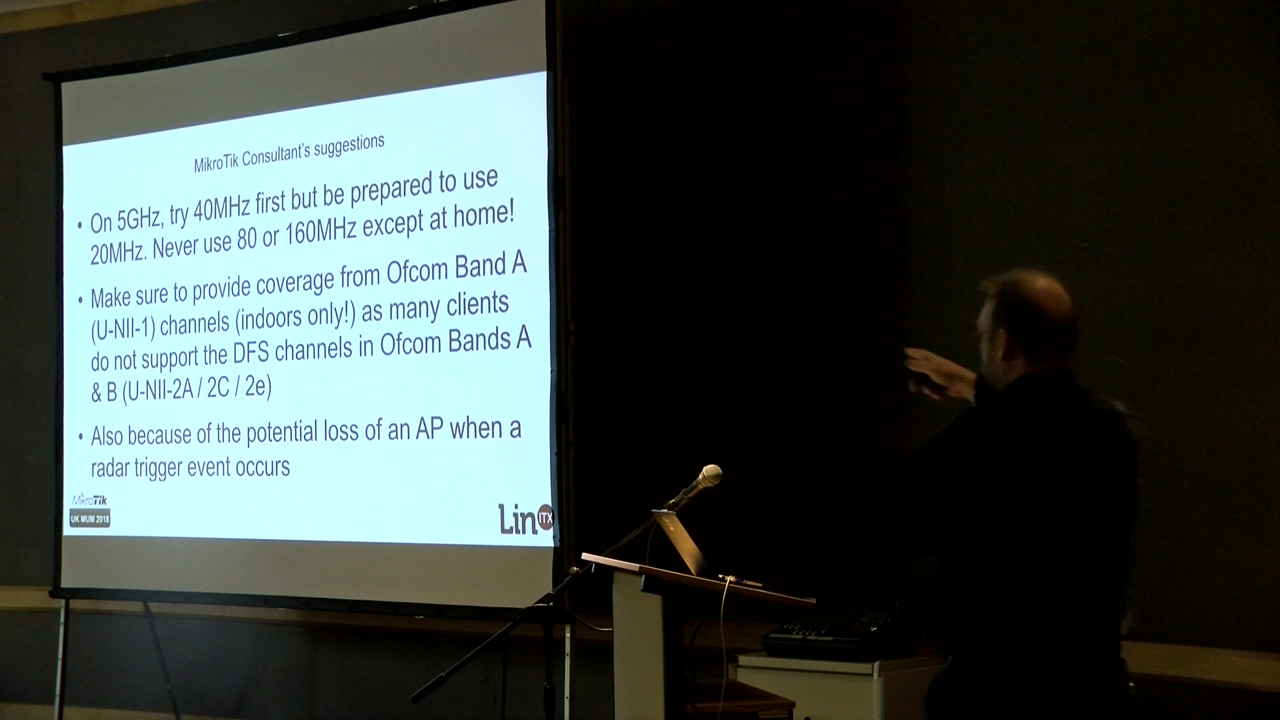 MikroTik Consultant's suggestions
• On 5GHz, try 40MHz first but be prepared to use
20MHz. Never use 80 or 160MHz except at home!
• Make sure to provide coverage from Ofcom Band A
(U-NII-1) channels (indoors only!) as many clients
do not support the DFS channels in Ofcom Bands A
& B (U-NII-2A / 2C / 2e)
• Also because of the potential loss of an AP when a
radar trigger event occurs
MikroTik
UK MUM 2018
Lin ITX